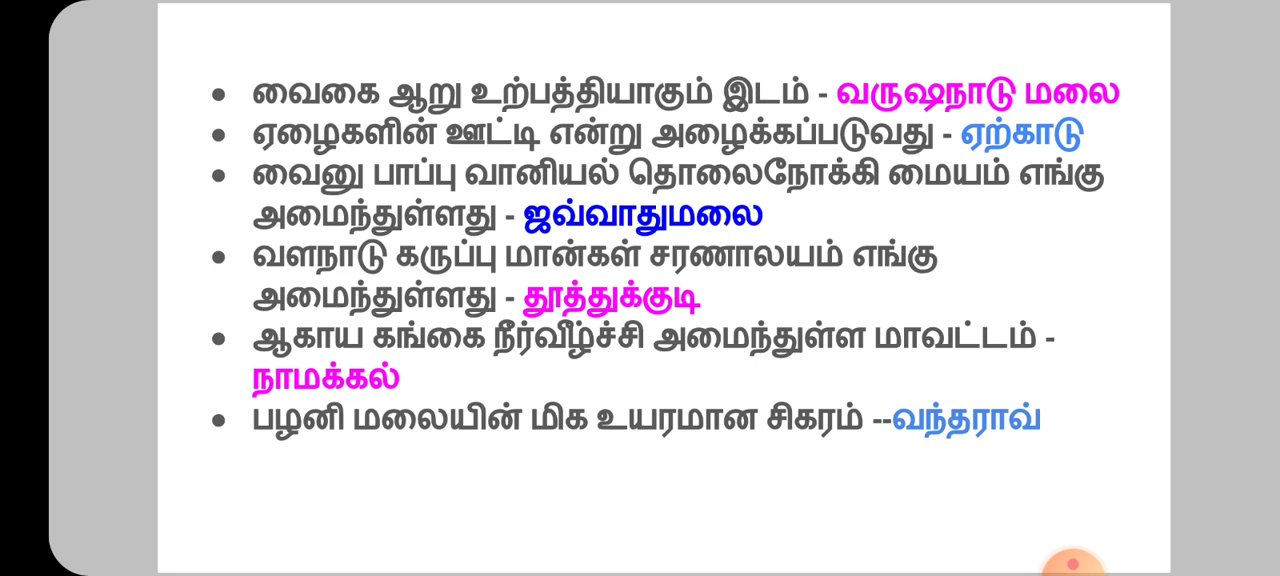 • வைகை ஆறு உற்பத்தியாகும் இடம் - வருஷநாடு மலை
• ஏழைகளின் ஊட்டி என்று அழைக்கப்படுவது - ஏற்காடு
• வைனு பாப்பு வானியல் தொலைநோக்கி மையம் எங்கு
அமைந்துள்ளது - ஜவ்வாதுமலை
• வளநாடு கருப்பு மான்கள் சரணாலயம் எங்கு
அமைந்துள்ளது - தூத்துக்குடி
• ஆகாய கங்கை நீர்வீழ்ச்சி அமைந்துள்ள மாவட்டம் -
நாமக்கல்
• பழனி மலையின் மிக உயரமான சிகரம் --வந்தராவ்